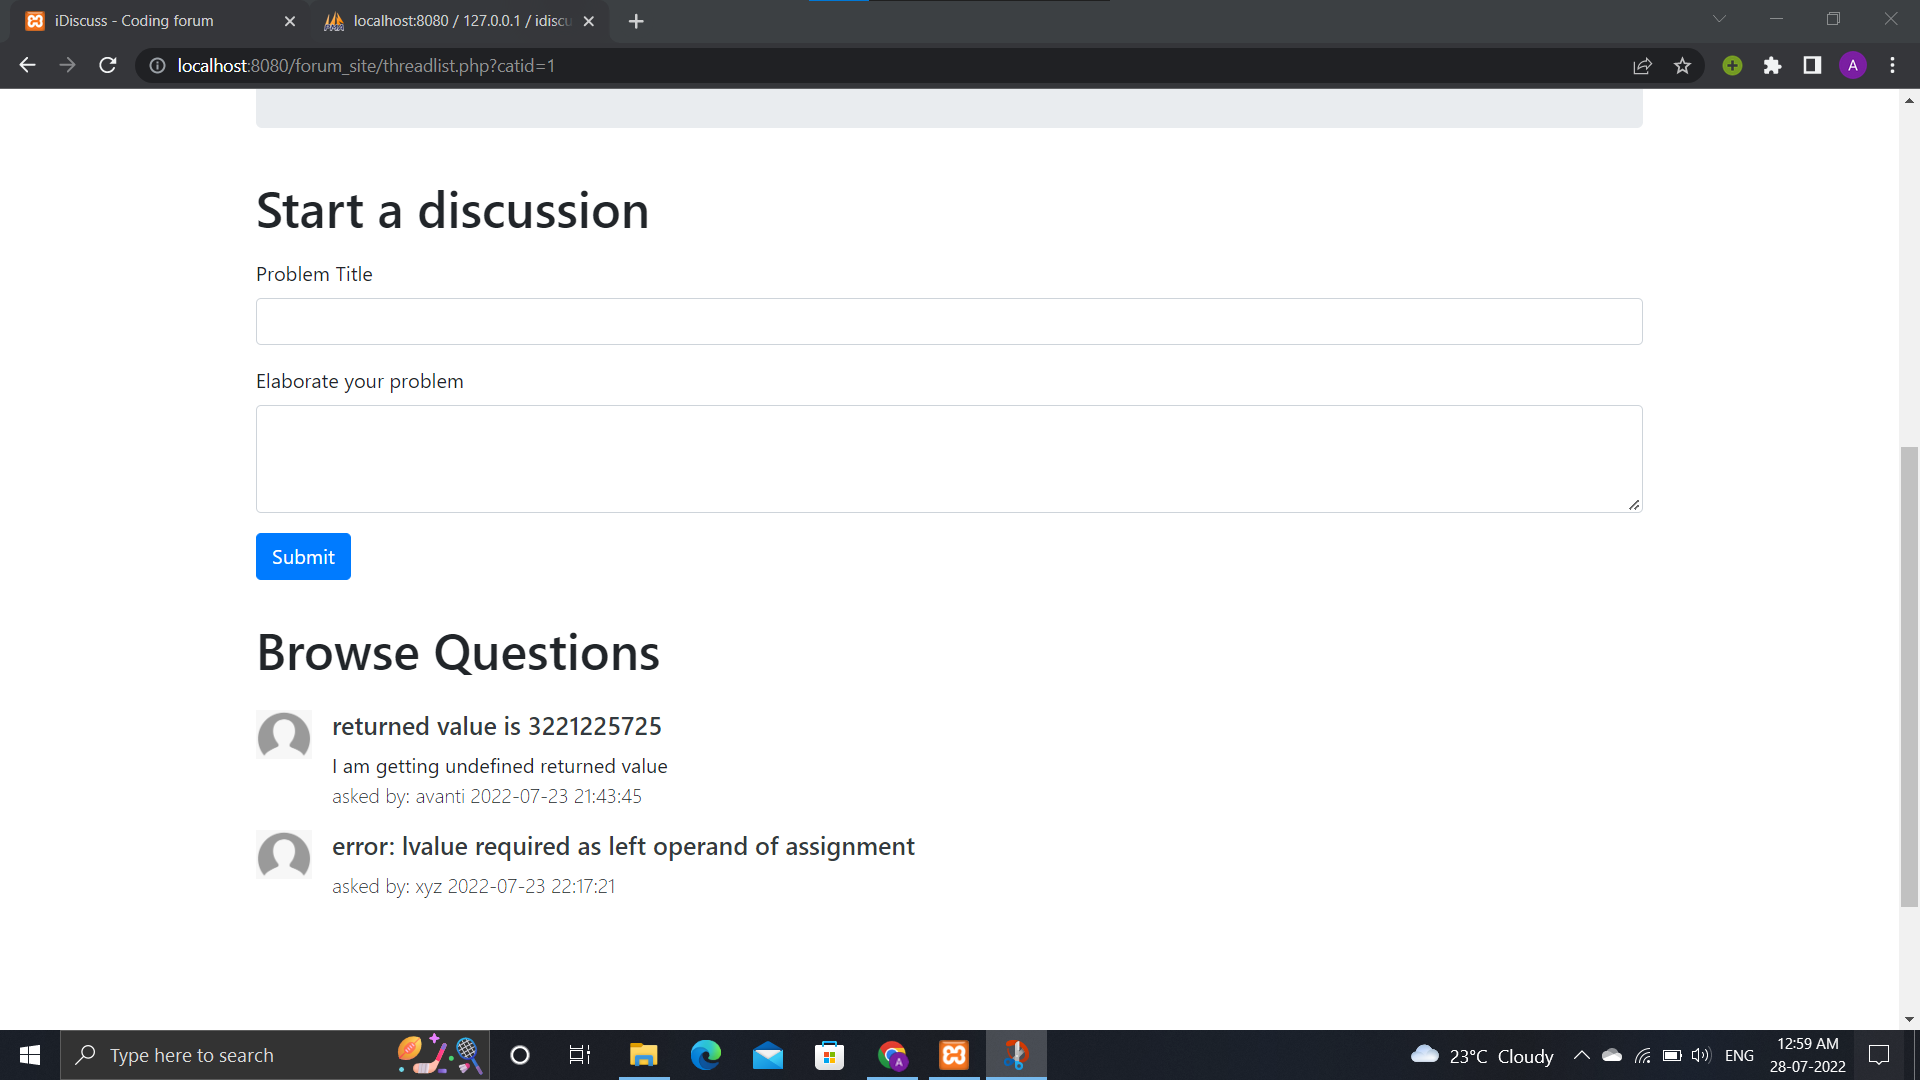 iDiscuss - Coding forum
localhost:8080 / 127.0.0.1 / idiscu
localhost:8080/forum_site/threadlist.php?catid=1
A
Start a discussion
Problem Title
Elaborate your problem
Submit
Browse Questions
returned value is 3221225725
I am getting undefined returned value
asked by: avanti 2022-07-23 21:43:45
error: lvalue required as left operand of assignment
asked by: xyz 2022-07-23 22:17:21
Type here to search
23°C Cloudy
ENG
12:59 AM
28-07-2022